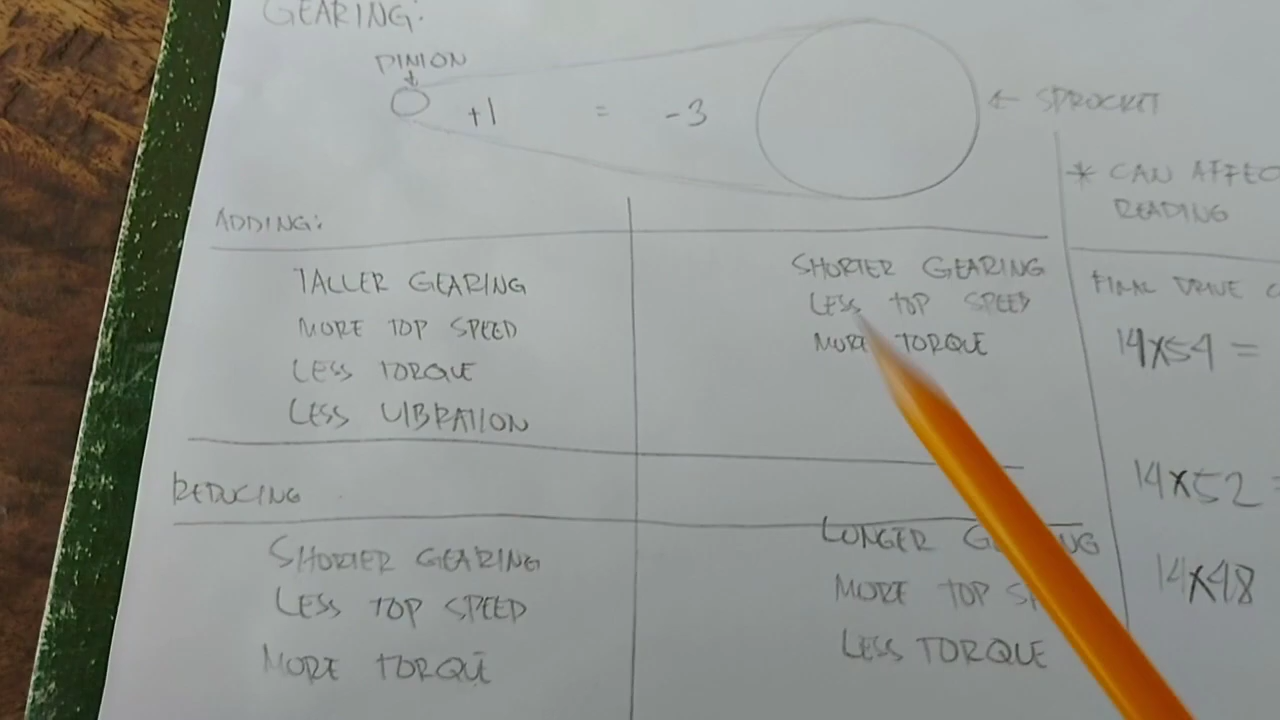 GEARING:
PINION
+1 = -3
← SPROCKET
ADDING:
TALLER GEARING
MORE TOP SPEED
LESS TORQUE
LESS VIBRATION
SHORTER GEARING
LESS TOP SPEED
MORE TORQUE
REDUCING
SHORTER GEARING
LESS TOP SPEED
MORE TORQUE
LONGER
MORE TOP
LESS TORQUE
* CAN
READING
FINAL DRIVE
14X54 =
14X52 =
14X48